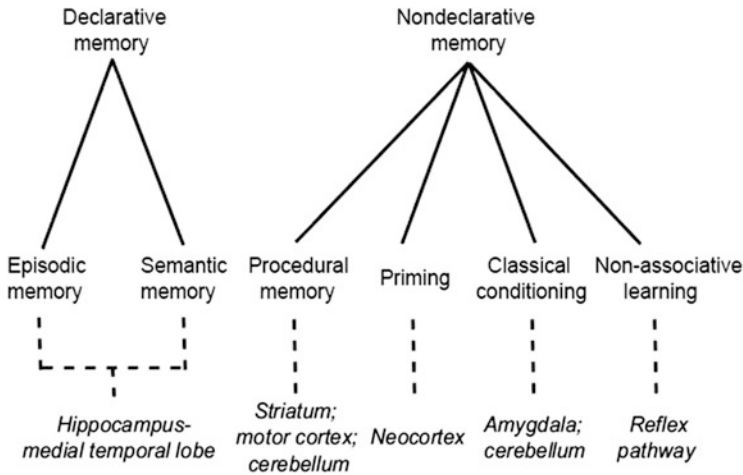 Declarative
memory
Nondeclarative
memory
Episodic
memory
Semantic
memory
Procedural
memory
Priming
Classical
conditioning
Non-associative
learning
Hippocampus-
medial temporal lobe
Striatum;
motor cortex;
cerebellum
Neocortex
Amygdala;
cerebellum
Reflex
pathway